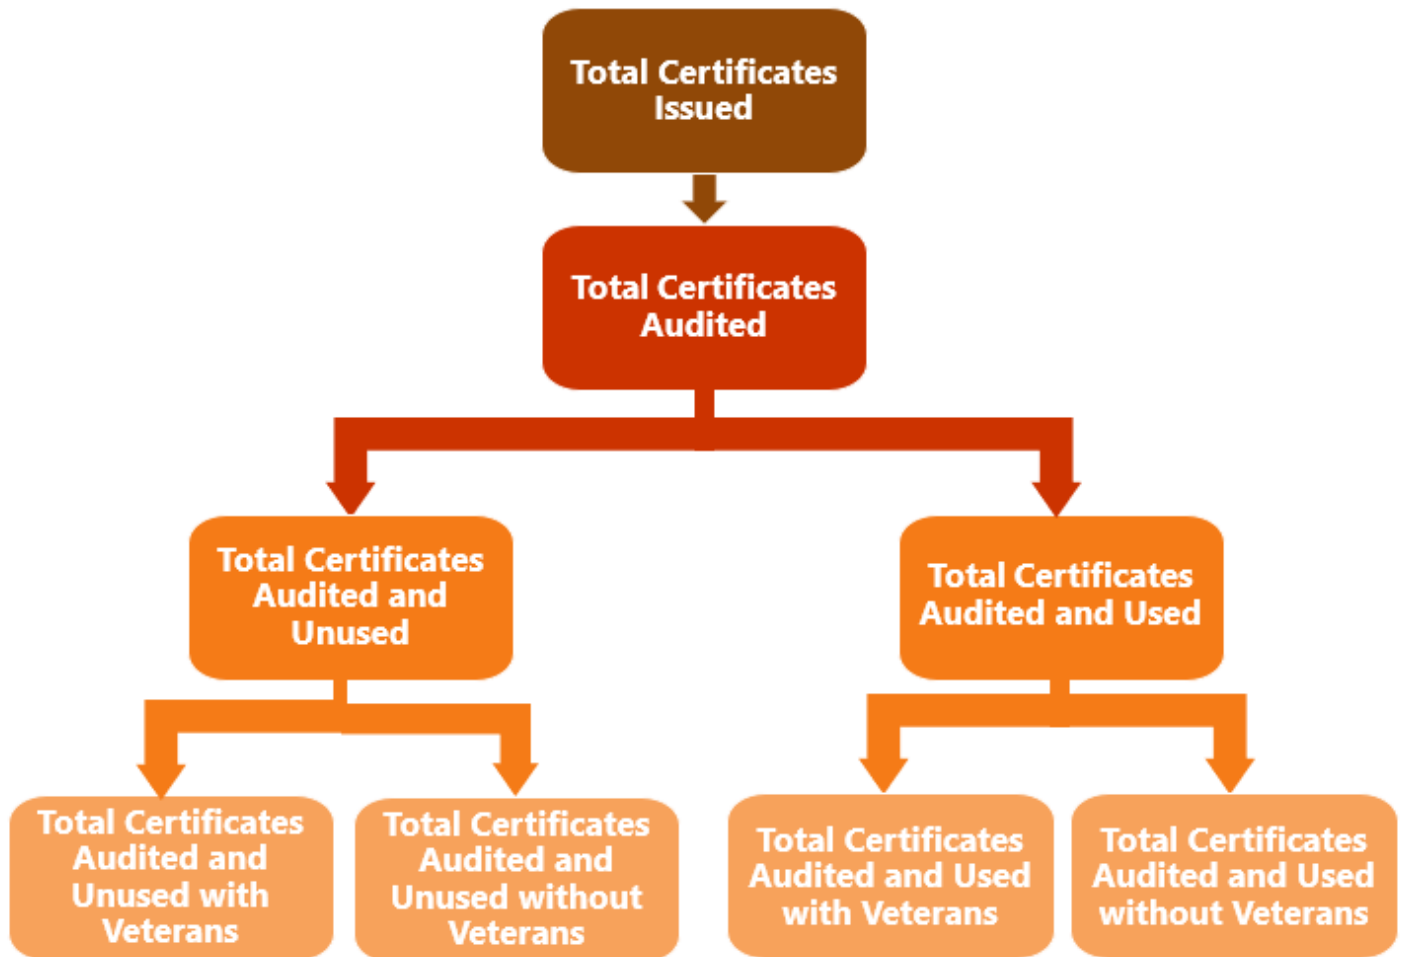 Total Certificates
Issued
Total Certificates
Audited
Total Certificates
Audited and
Unused
Total Certificates
Audited and Used
Total Certificates
Audited and
Unused with
Veterans
Total Certificates
Audited and
Unused without
Veterans
Total Certificates
Audited and Used
with Veterans
Total Certificates
Audited and Used
without Veterans